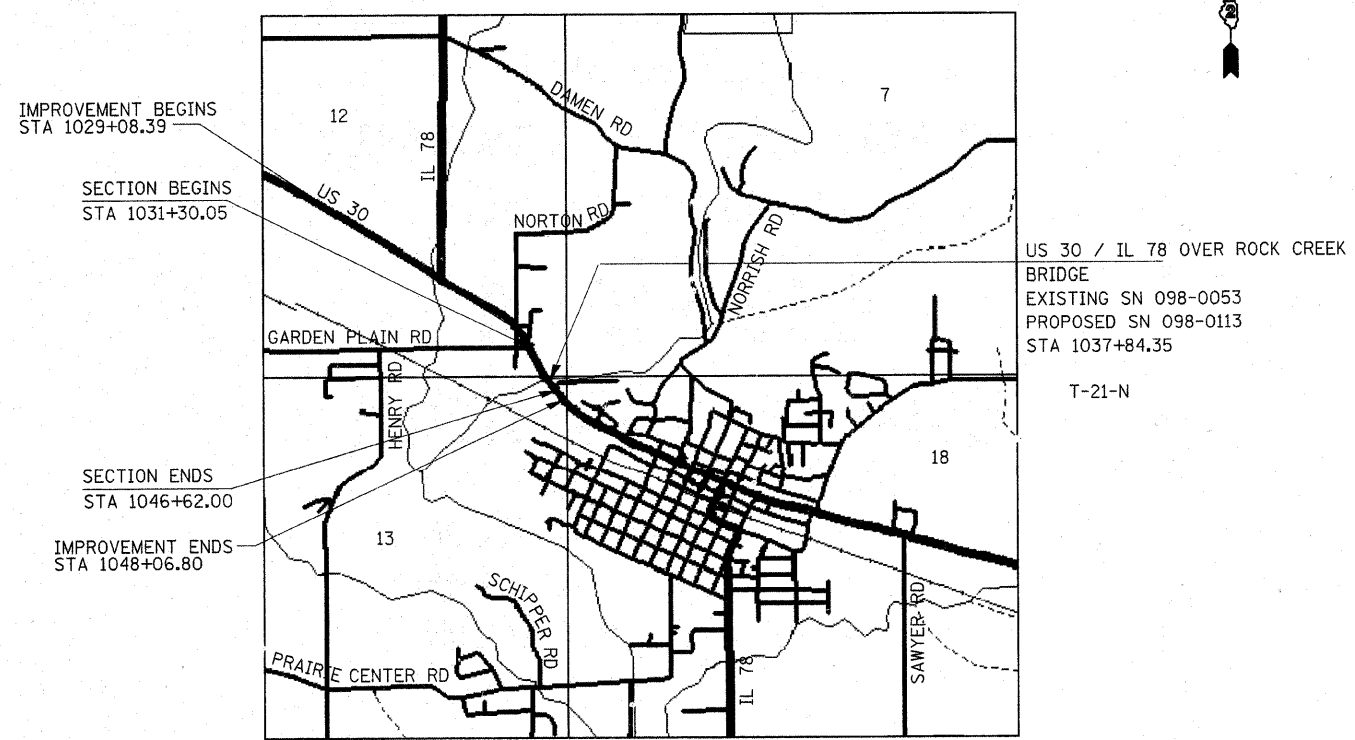 2
7
12
DAMEN RD
IMPROVEMENT BEGINS
STA 1029+08.39
IL 78
SECTION BEGINS
STA 1031+30.05
US 30
NORTON RD
NORRISH RD
US 30 / IL 78 OVER ROCK CREEK
BRIDGE
EXISTING SN 098-0053
PROPOSED SN 098-0113
STA 1037+84.35
GARDEN PLAIN RD
HENRY RD
T-21-N
18
SECTION ENDS
STA 1046+62.00
13
IMPROVEMENT ENDS
STA 1048+06.80
SCHIPPER RD
SAWYER RD
PRAIRIE CENTER RD
IL 78